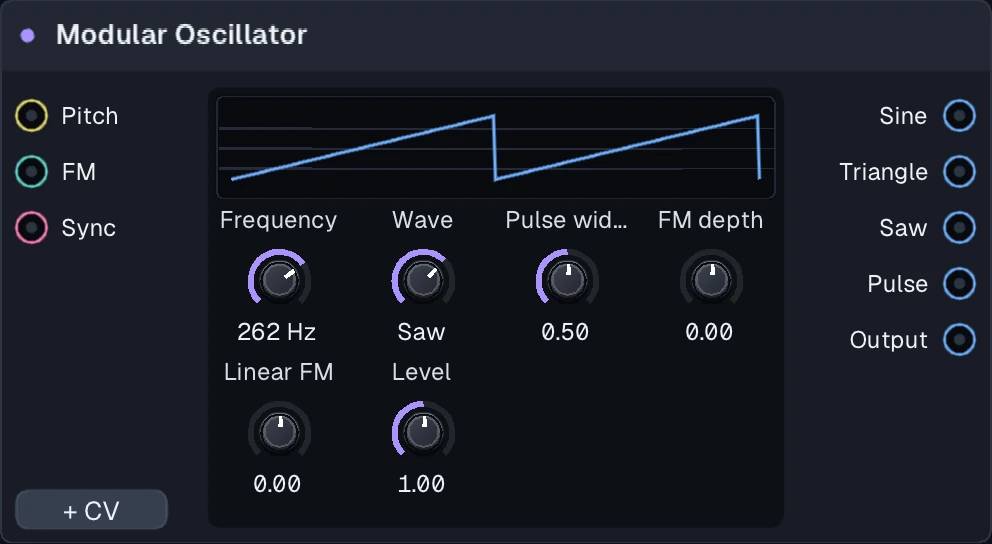 Modular Oscillator
Pitch
FM
Sync
+ CV
Frequency
262 Hz
Wave
Saw
Pulse wid...
0.50
FM depth
0.00
Linear FM
0.00
Level
1.00
Sine
Triangle
Saw
Pulse
Output